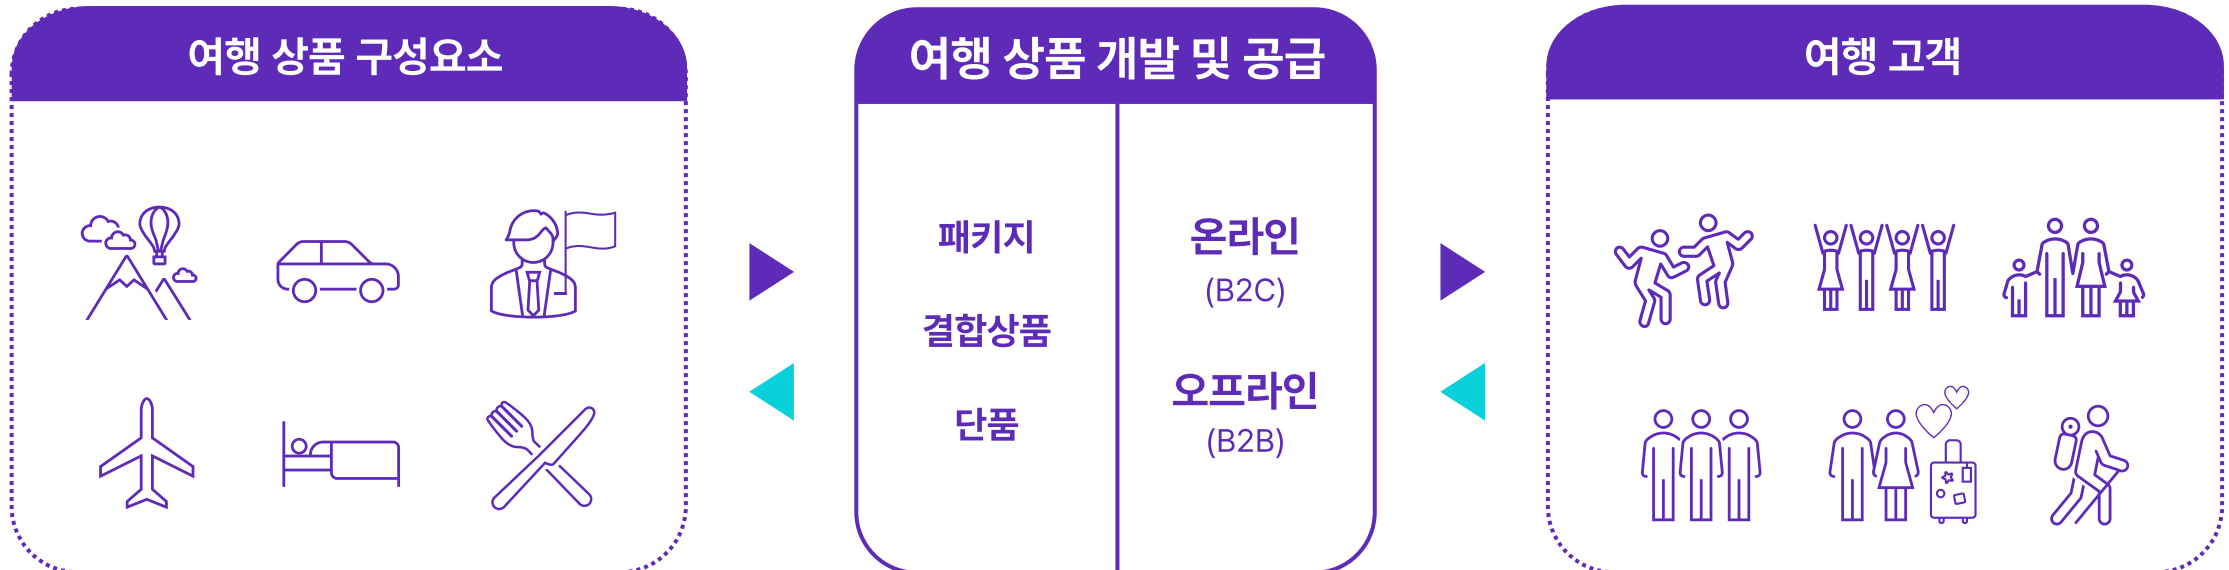 여행 상품 구성요소
여행 상품 개발 및 공급
패키지
결합상품
단품
온라인
(B2C)
오프라인
(B2B)
여행 고객